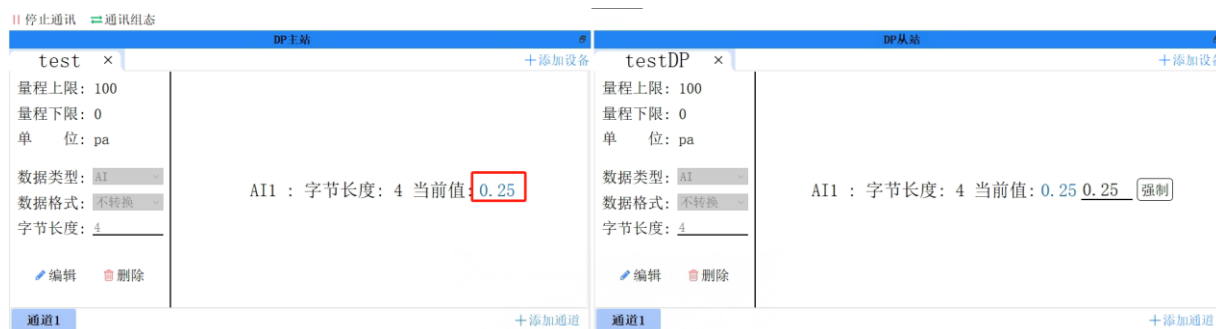 停止通讯 通讯组态
DP主站
test ×
+添加设备
量程上限: 100
量程下限: 0
单 位: pa
数据类型: AI
数据格式: 不转换
字节长度: 4
编辑 删除
AI1 : 字节长度: 4 当前值: 0.25
通道1
+添加通道
DP从站
testDP ×
+添加设备
量程上限: 100
量程下限: 0
单 位: pa
数据类型: AI
数据格式: 不转换
字节长度: 4
编辑 删除
AI1 : 字节长度: 4 当前值: 0.25 0.25 强制
通道1
+添加通道